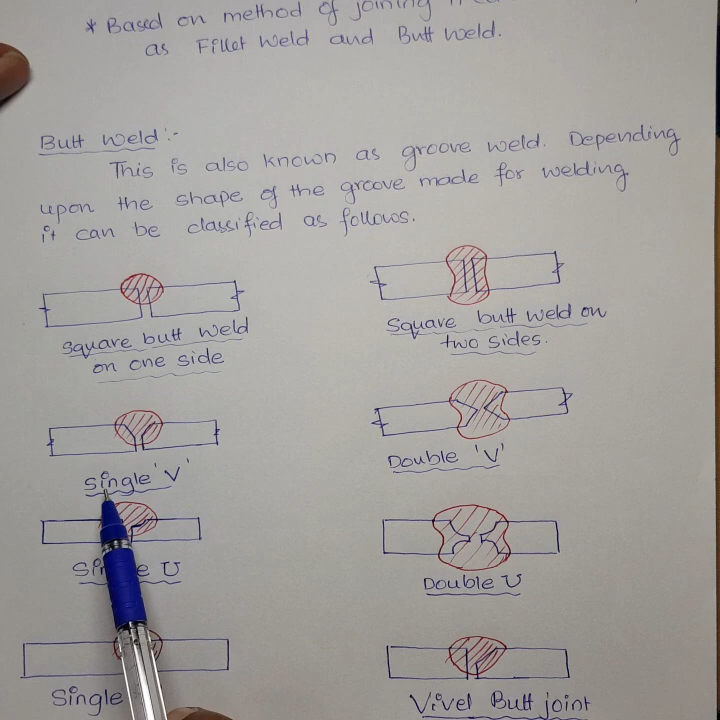 * Based on method of joining
as Fillet Weld and Butt weld.
Butt Weld :-
This is also known as groove weld. Depending
upon the shape of the groove made for welding
it can be classified as follows.
Square butt weld
on one side
Square butt weld on
two sides.
Single 'V'
Double 'V'
U
Double U
Single
Vivel Butt joint